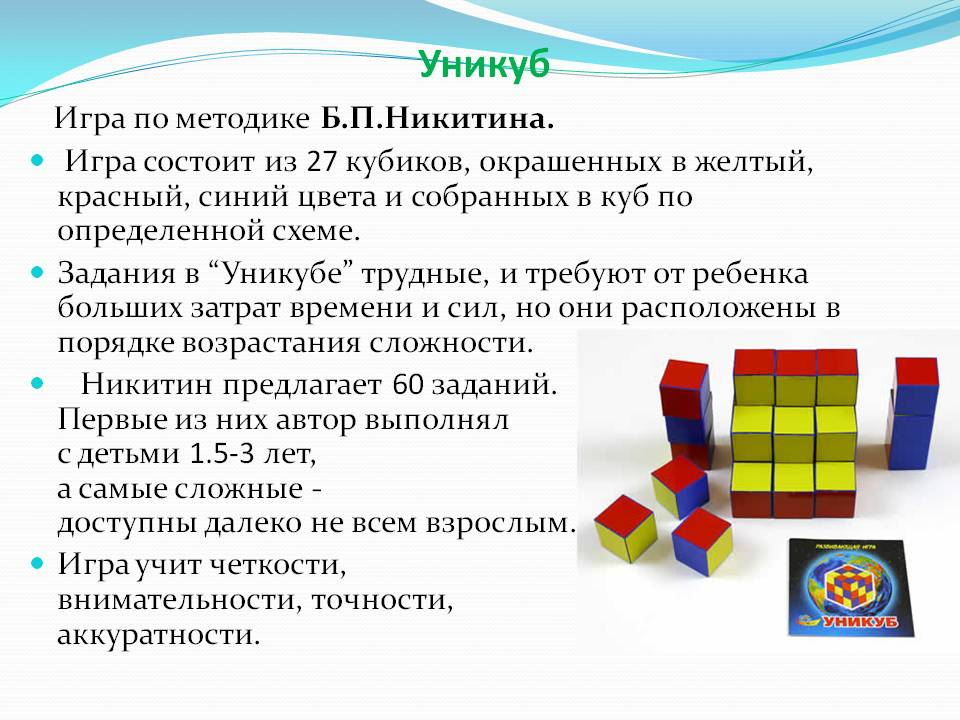 Уникуб
Игра по методике Б.П.Никитина.
Игра состоит из 27 кубиков, окрашенных в желтый,
красный, синий цвета и собранных в куб по
определенной схеме.
Задания в “Уникубе” трудные, и требуют от ребенка
больших затрат времени и сил, но они расположены в
порядке возрастания сложности.
Никитин предлагает 60 заданий.
Первые из них автор выполнял
с детьми 1.5-3 лет,
а самые сложные -
доступны далеко не всем взрослым.
Игра учит четкости,
внимательности, точности,
аккуратности.
РАЗВИВАЮЩАЯ ИГРА
УНИКУБ